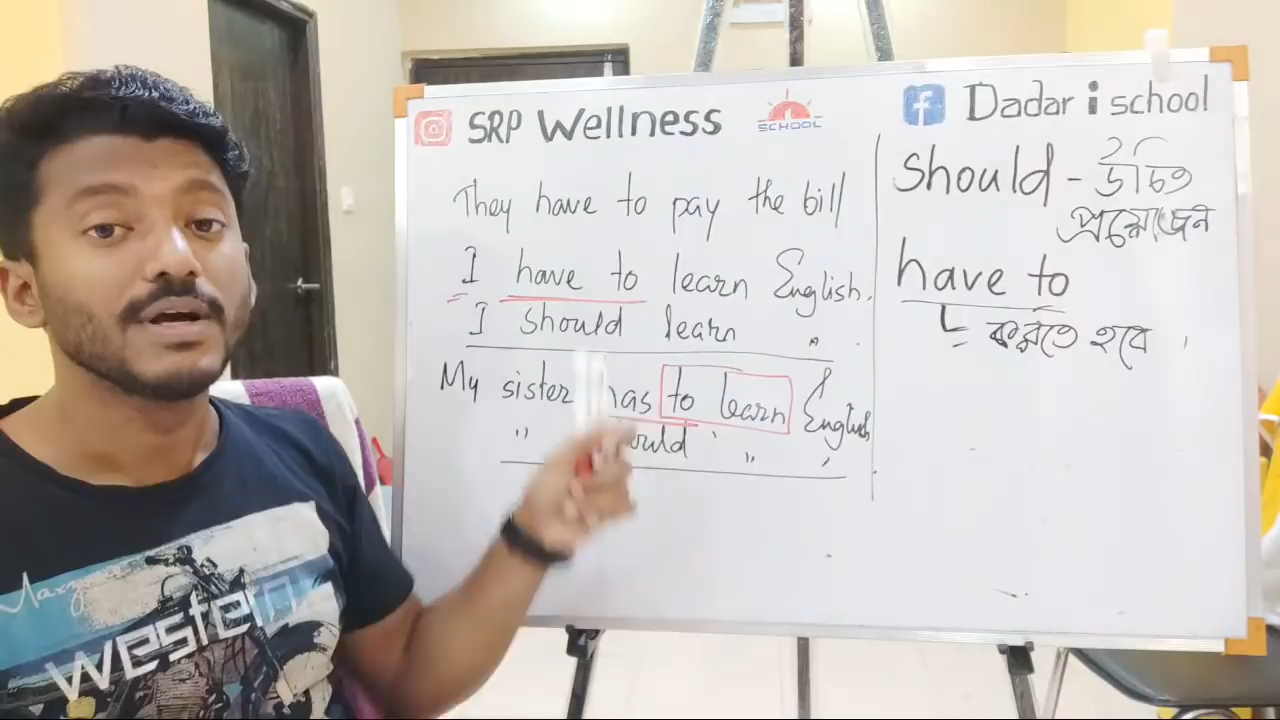 SRP Wellness
SCHOOL
Dadar i school
They have to pay the bill
I have to learn English.
I should learn " .
My sister has to learn English
" should " " "
should - উচিত
প্রয়োজন
have to
করতে হবে ।
western